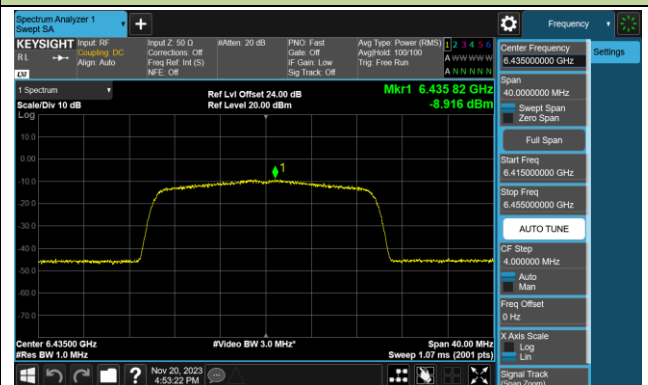 Spectrum Analyzer 1
Swept SA
Frequency
KEYSIGHT Input: RF
RL
Coupling: DC
Align: Auto
LXI
Input Z: 50 Ω
Corrections: Off
Freq Ref: Int (S)
NFE: Off
#Atten: 20 dB
PNO: Fast
Gate: Off
IF Gain: Low
Sig Track: Off
Avg Type: Power (RMS)
Avg|Hold: 100/100
Trig: Free Run
1 2 3 4 5 6
A W W W W W
A N N N N N
1 Spectrum
Scale/Div 10 dB
Ref Lvl Offset 24.00 dB
Ref Level 20.00 dBm
Mkr1 6.435 82 GHz
-8.916 dBm
Log
10.0
0.00
-10.0
-20.0
-30.0
-40.0
-50.0
-60.0
-70.0
1
Center 6.43500 GHz
#Res BW 1.0 MHz
#Video BW 3.0 MHz*
Span 40.00 MHz
Sweep 1.07 ms (2001 pts)
Center Frequency
6.435000000 GHz
Settings
Span
40.0000000 MHz
Swept Span
Zero Span
Full Span
Start Freq
6.415000000 GHz
Stop Freq
6.455000000 GHz
AUTO TUNE
CF Step
4.000000 MHz
Auto
Man
Freq Offset
0 Hz
X Axis Scale
Log
Lin
Signal Track
(Span Zoom)
?
Nov 20, 2023
4:53:22 PM